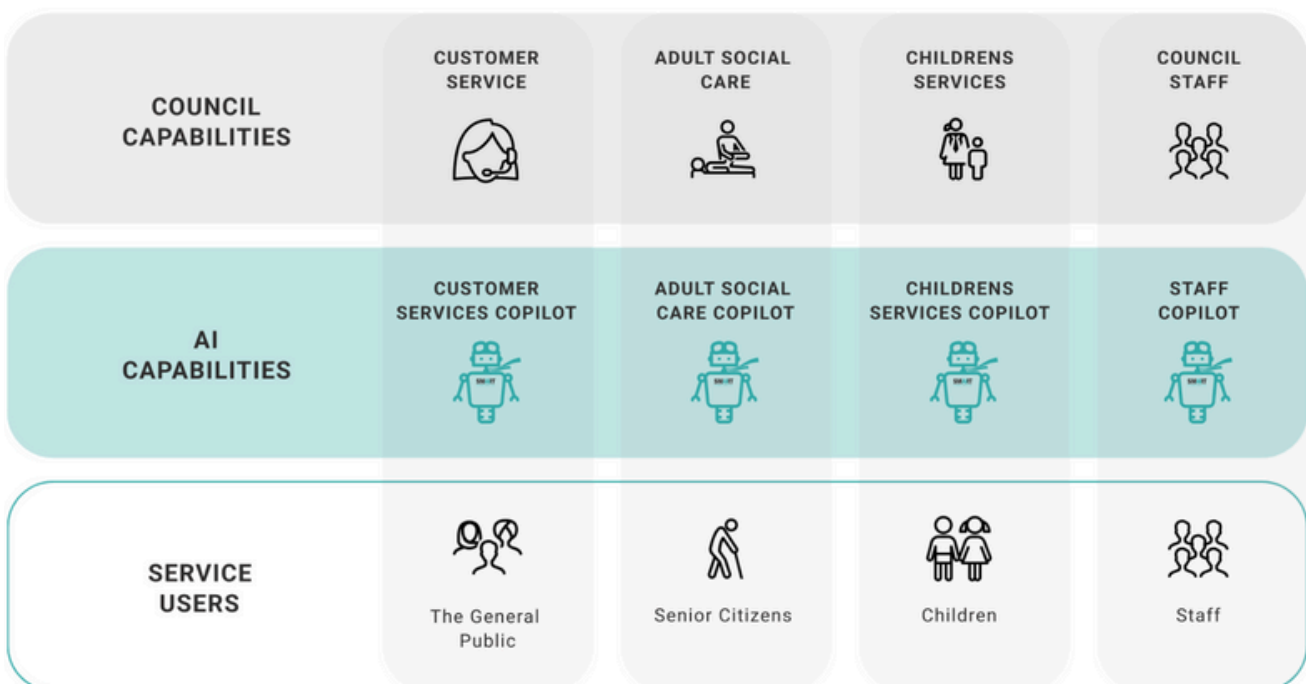 COUNCIL
CAPABILITIES
CUSTOMER
SERVICE
ADULT SOCIAL
CARE
CHILDRENS
SERVICES
COUNCIL
STAFF
AI
CAPABILITIES
CUSTOMER
SERVICES COPILOT
ADULT SOCIAL
CARE COPILOT
CHILDRENS
SERVICES COPILOT
STAFF
COPILOT
SERVICE
USERS
The General
Public
Senior Citizens
Children
Staff